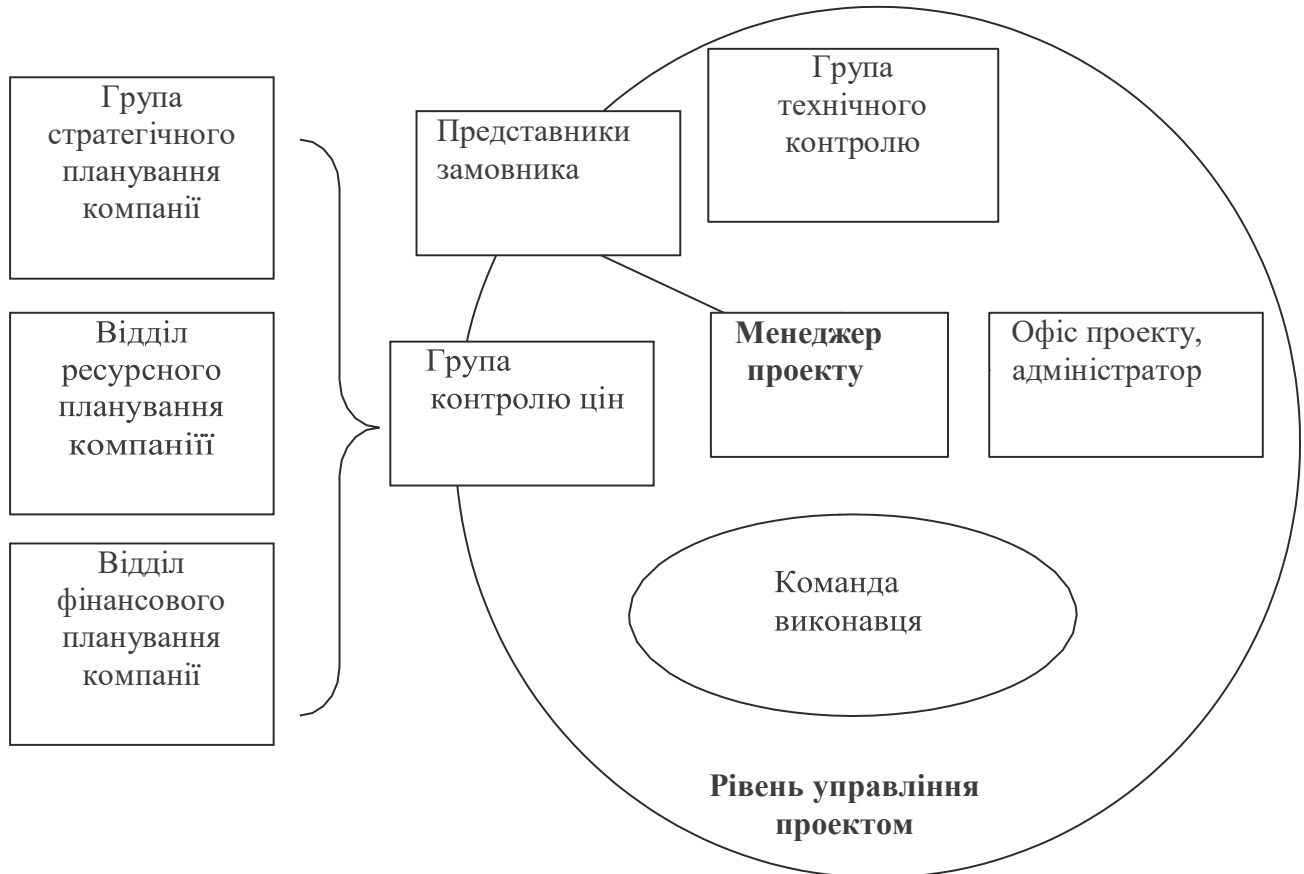 Група
стратегічного
планування
компанії
Відділ
ресурсного
планування
компаніїї
Відділ
фінансового
планування
компанії
Представники
замовника
Група
технічного
контролю
Група
контролю цін
Менеджер
проекту
Офіс проекту,
адміністратор
Команда
виконавця
Рівень управління
проектом